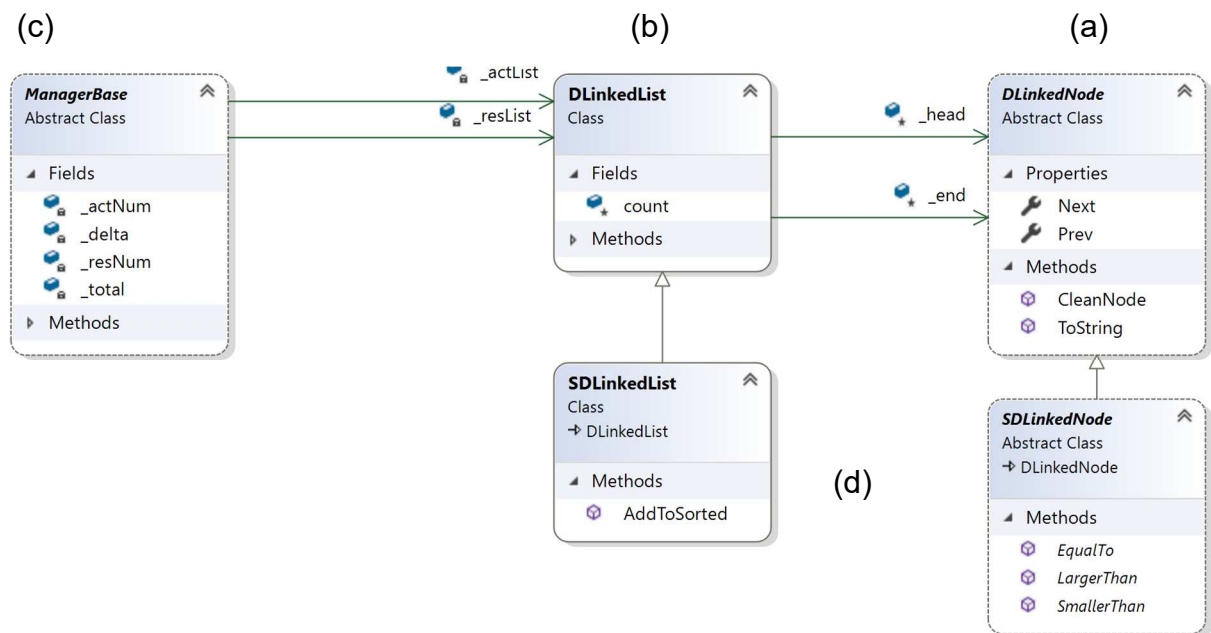 (c)
(b)
(a)
ManagerBase
Abstract Class
Fields
_actNum
_delta
_resNum
_total
Methods
_actList
_resList
DLinkedList
Class
Fields
count
Methods
_head
_end
DLinkedNode
Abstract Class
Properties
Next
Prev
Methods
CleanNode
ToString
SDLinkedList
Class
DLinkedList
Methods
AddToSorted
(d)
SDLinkedNode
Abstract Class
DLinkedNode
Methods
EqualTo
LargerThan
SmallerThan